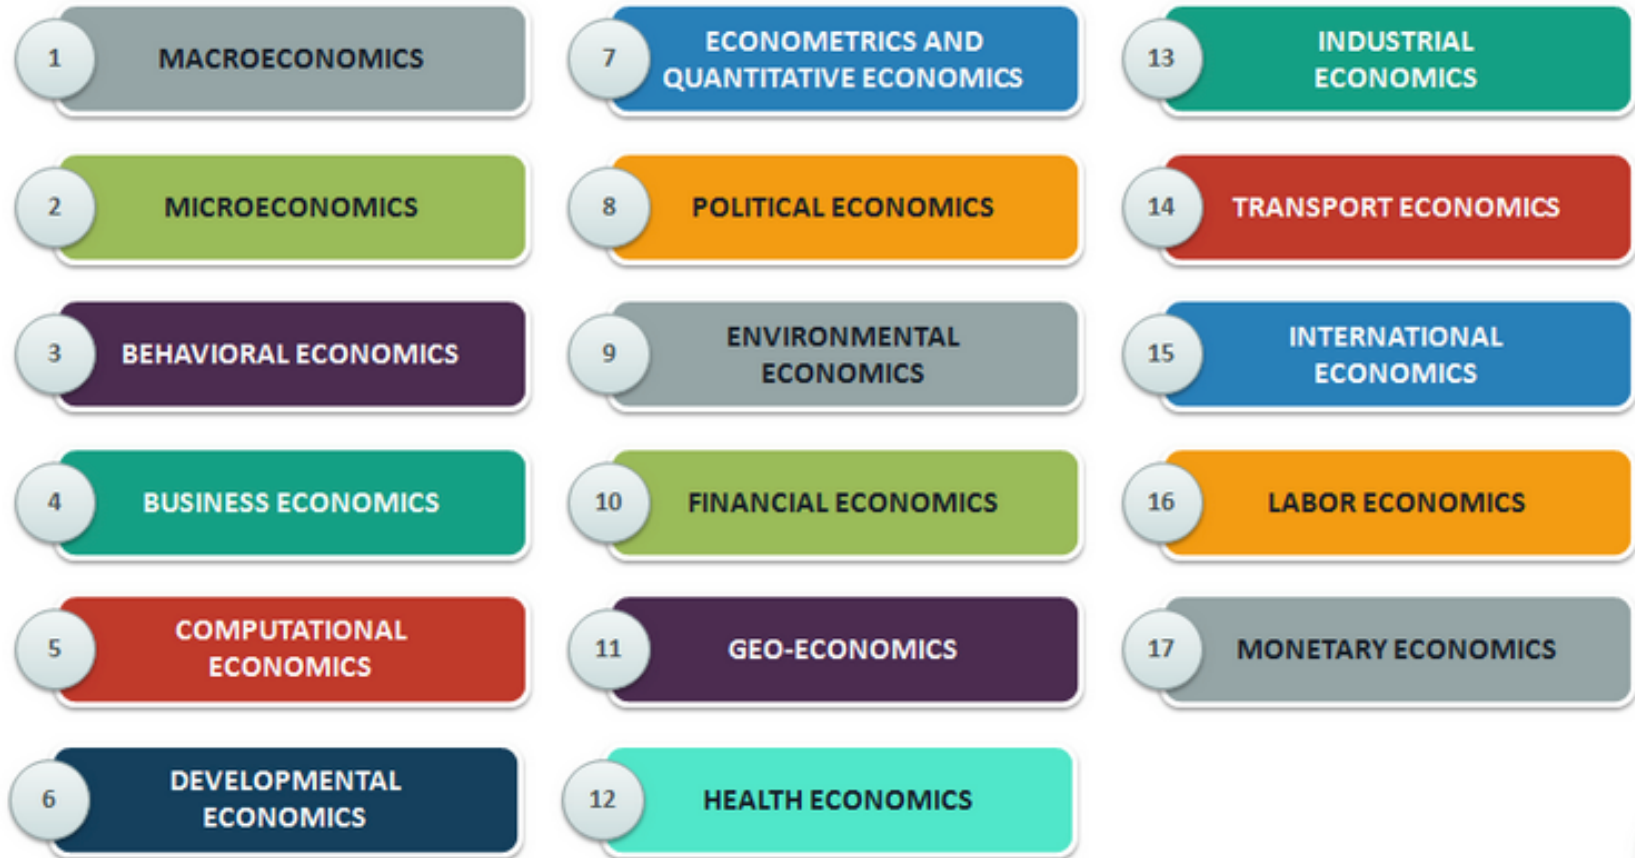 1
MACROECONOMICS
2
MICROECONOMICS
3
BEHAVIORAL ECONOMICS
4
BUSINESS ECONOMICS
5
COMPUTATIONAL
ECONOMICS
6
DEVELOPMENTAL
ECONOMICS
7
ECONOMETRICS AND
QUANTITATIVE ECONOMICS
8
POLITICAL ECONOMICS
9
ENVIRONMENTAL
ECONOMICS
10
FINANCIAL ECONOMICS
11
GEO-ECONOMICS
12
HEALTH ECONOMICS
13
INDUSTRIAL
ECONOMICS
14
TRANSPORT ECONOMICS
15
INTERNATIONAL
ECONOMICS
16
LABOR ECONOMICS
17
MONETARY ECONOMICS